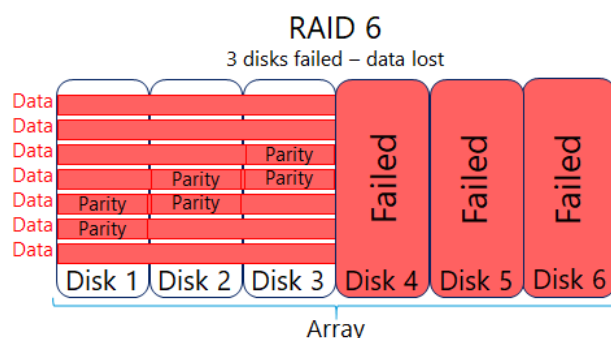 RAID 6
3 disks failed – data lost
Data
Data
Data Parity
Data Parity Parity
Data Parity Parity
Data Parity
Data
Failed Failed Failed
Disk 1 Disk 2 Disk 3 Disk 4 Disk 5 Disk 6
Array